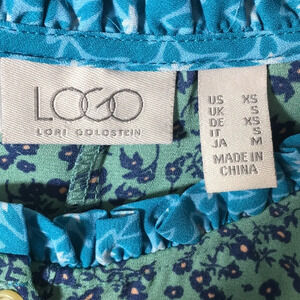 LOGO
LORI GOLDSTEIN
US XS
UK S
DE XS
IT S
JA M
MADE IN
CHINA